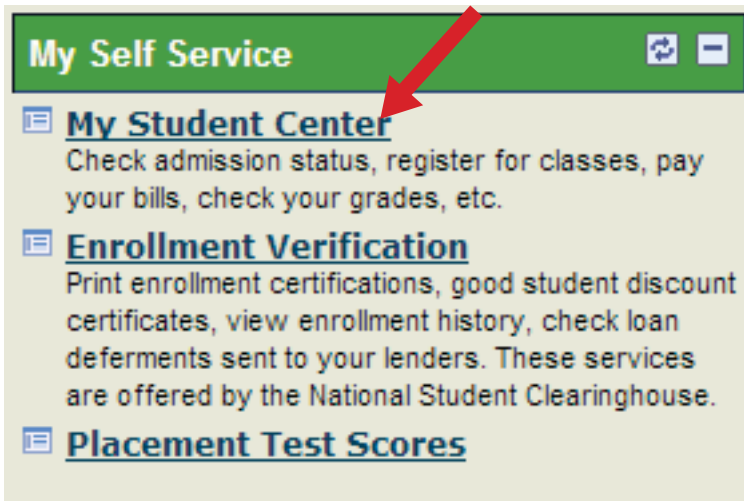 My Self Service
My Student Center
Check admission status, register for classes, pay
your bills, check your grades, etc.
Enrollment Verification
Print enrollment certifications, good student discount
certificates, view enrollment history, check loan
deferments sent to your lenders. These services
are offered by the National Student Clearinghouse.
Placement Test Scores